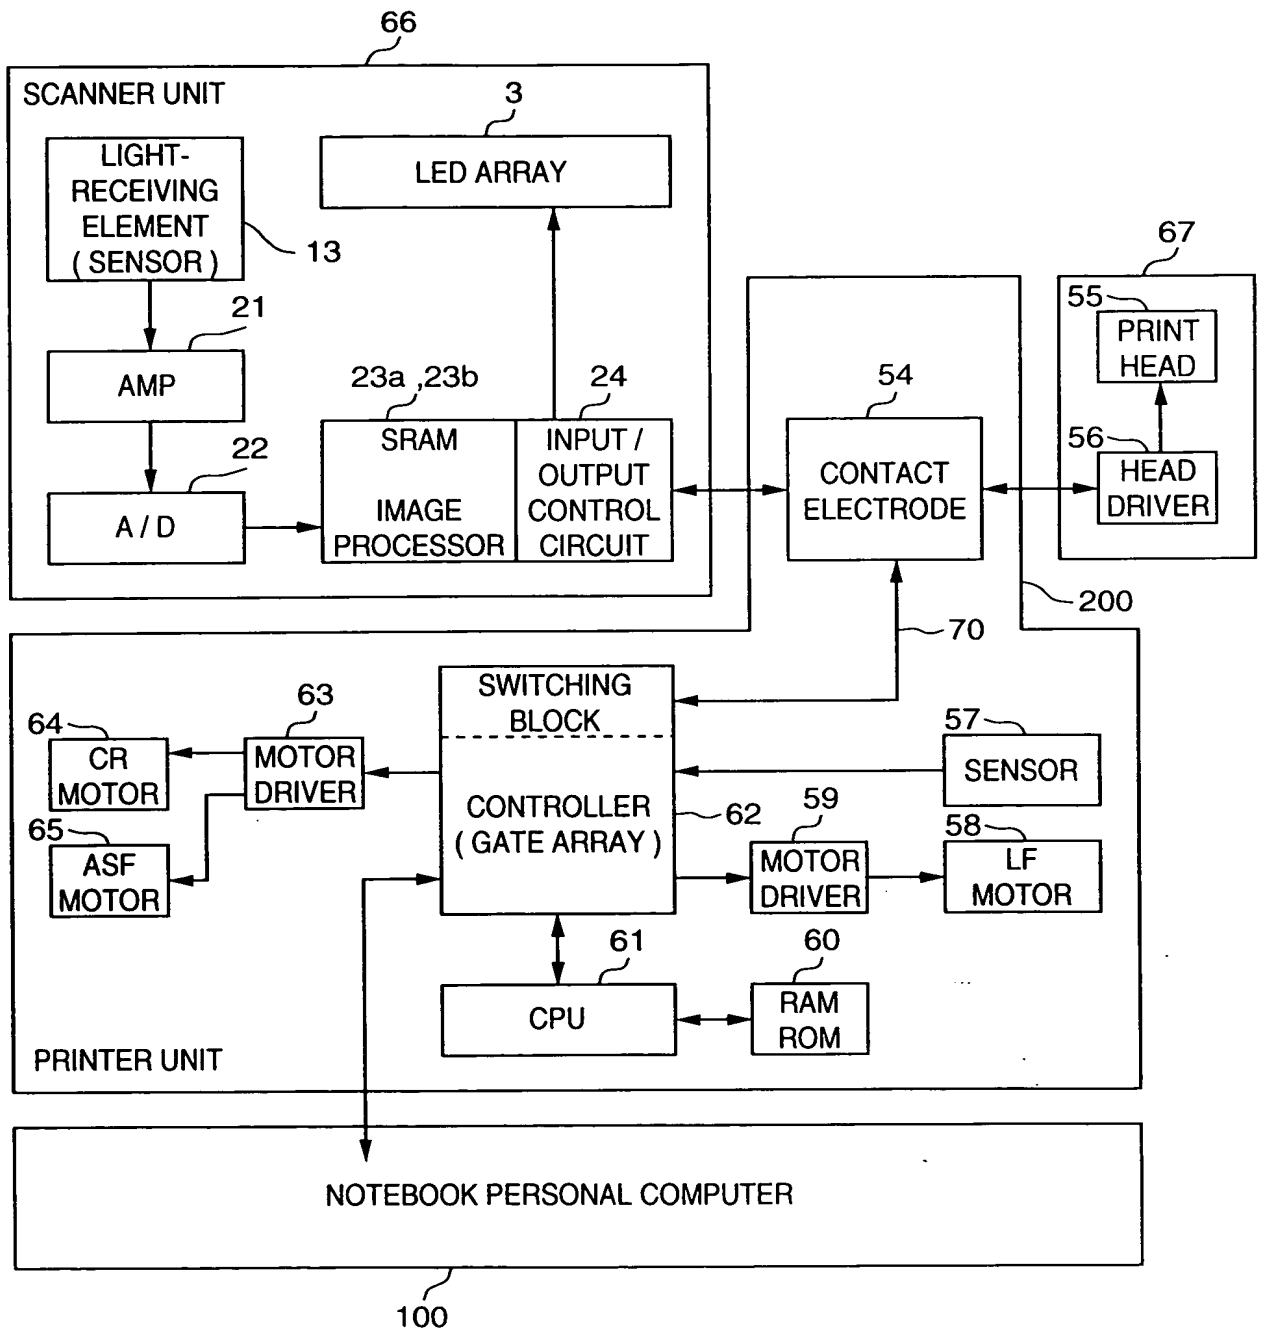 66
SCANNER UNIT
3
LED ARRAY
LIGHT-
RECEIVING
ELEMENT
( SENSOR )
13
21
AMP
22
A / D
23a ,23b
SRAM
IMAGE
PROCESSOR
24
INPUT /
OUTPUT
CONTROL
CIRCUIT
54
CONTACT
ELECTRODE
67
55
PRINT
HEAD
56
HEAD
DRIVER
200
70
SWITCHING
BLOCK
CONTROLLER
( GATE ARRAY )
62
63
MOTOR
DRIVER
64
CR
MOTOR
65
ASF
MOTOR
57
SENSOR
59
MOTOR
DRIVER
58
LF
MOTOR
61
CPU
60
RAM
ROM
PRINTER UNIT
NOTEBOOK PERSONAL COMPUTER
100